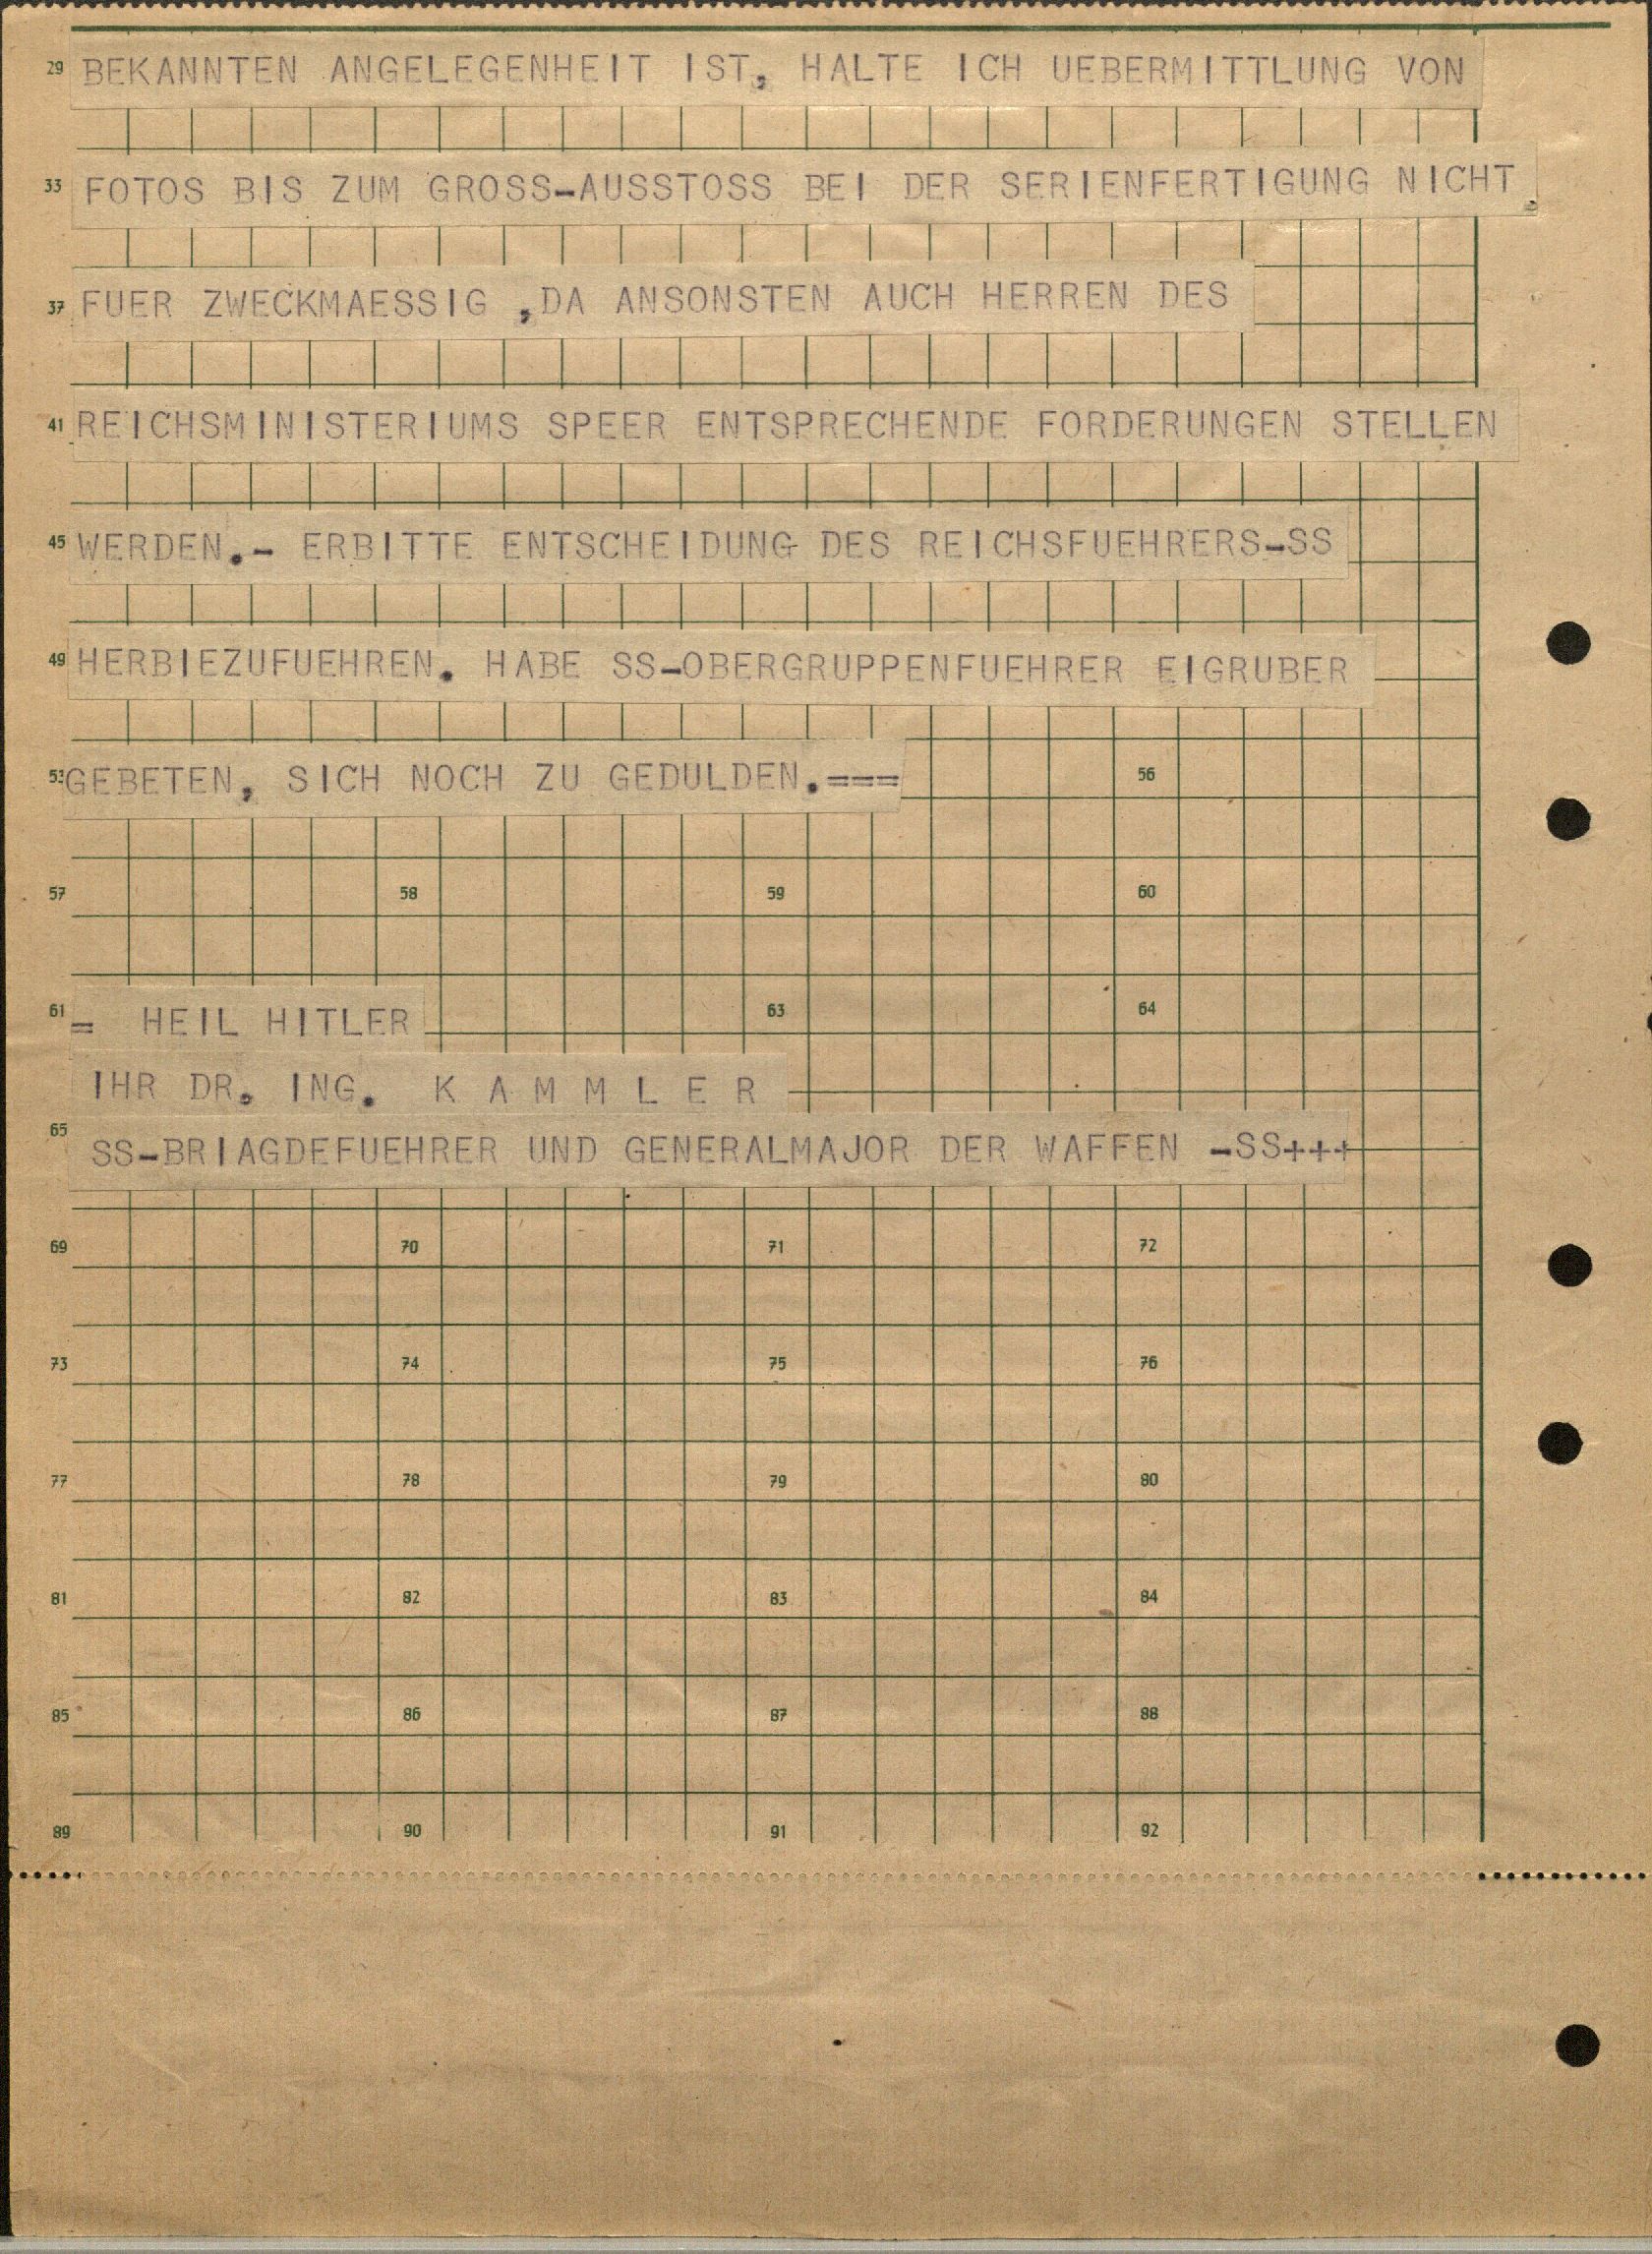 29 BEKANNTEN ANGELEGENHEIT IST, HALTE ICH UEBERMITTLUNG VON
33 FOTOS BIS ZUM GROSS-AUSSTOSS BEI DER SERIENFERTIGUNG NICHT
37 FUER ZWECKMAESSIG ,DA ANSONSTEN AUCH HERREN DES
41 REICHSMINISTERIUMS SPEER ENTSPRECHENDE FORDERUNGEN STELLEN
45 WERDEN.- ERBITTE ENTSCHEIDUNG DES REICHSFUEHRERS-SS
49 HERBIEZUFUEHREN. HABE SS-OBERGRUPPENFUEHRER EIGRUBER
53 GEBETEN, SICH NOCH ZU GEDULDEN.=== 56
57 58 59 60
61 = HEIL HITLER 63 64
IHR DR. ING. K A M M L E R
65 SS-BRIAGDEFUEHRER UND GENERALMAJOR DER WAFFEN -SS+++
69 70 71 72
73 74 75 76
77 78 79 80
81 82 83 84
85 86 87 88
89 90 91 92